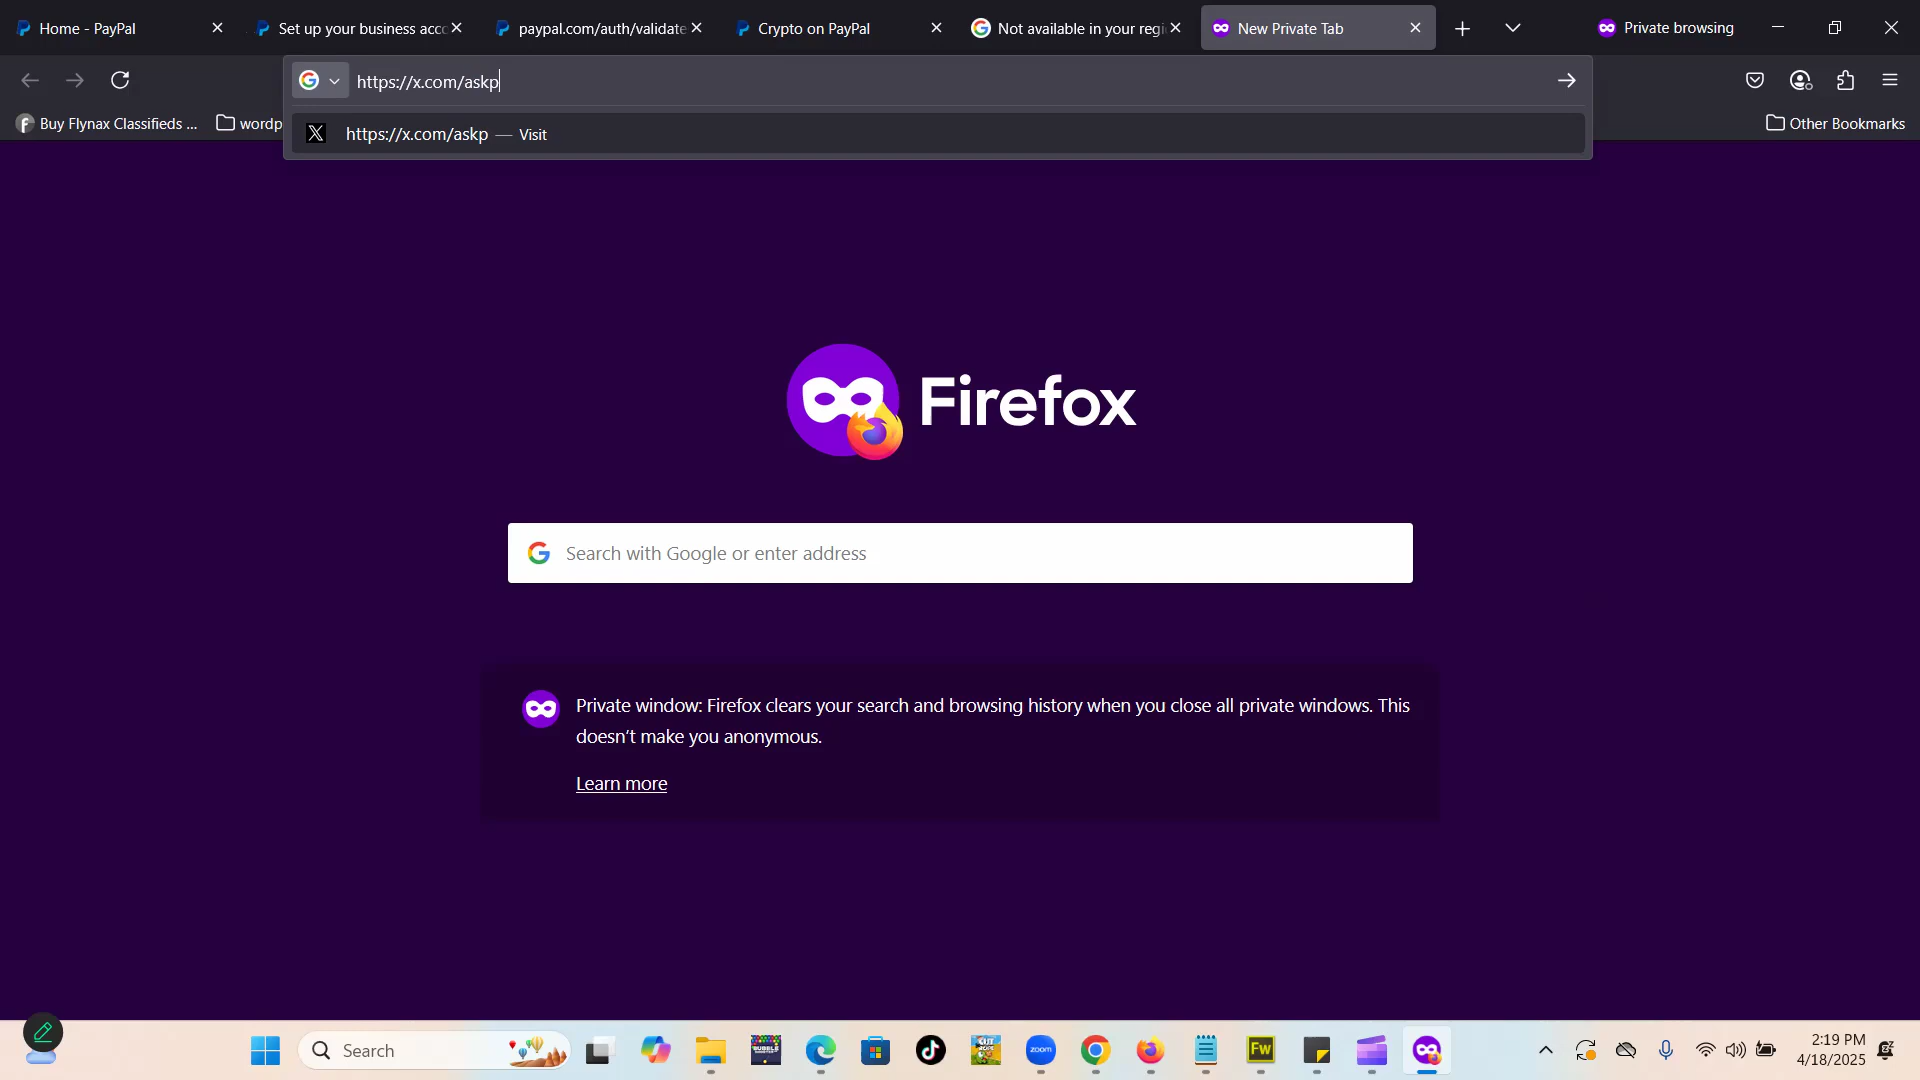 Home - PayPal
Set up your business acco
paypal.com/auth/validate
Crypto on PayPal
Not available in your regi
New Private Tab
Private browsing
https://x.com/askp
Buy Flynax Classifieds ...
wordp
Other Bookmarks
https://x.com/askp — Visit
Firefox
Search with Google or enter address
Private window: Firefox clears your search and browsing history when you close all private windows. This
doesn't make you anonymous.
Learn more
Search
zoom
Fw
2:19 PM
4/18/2025